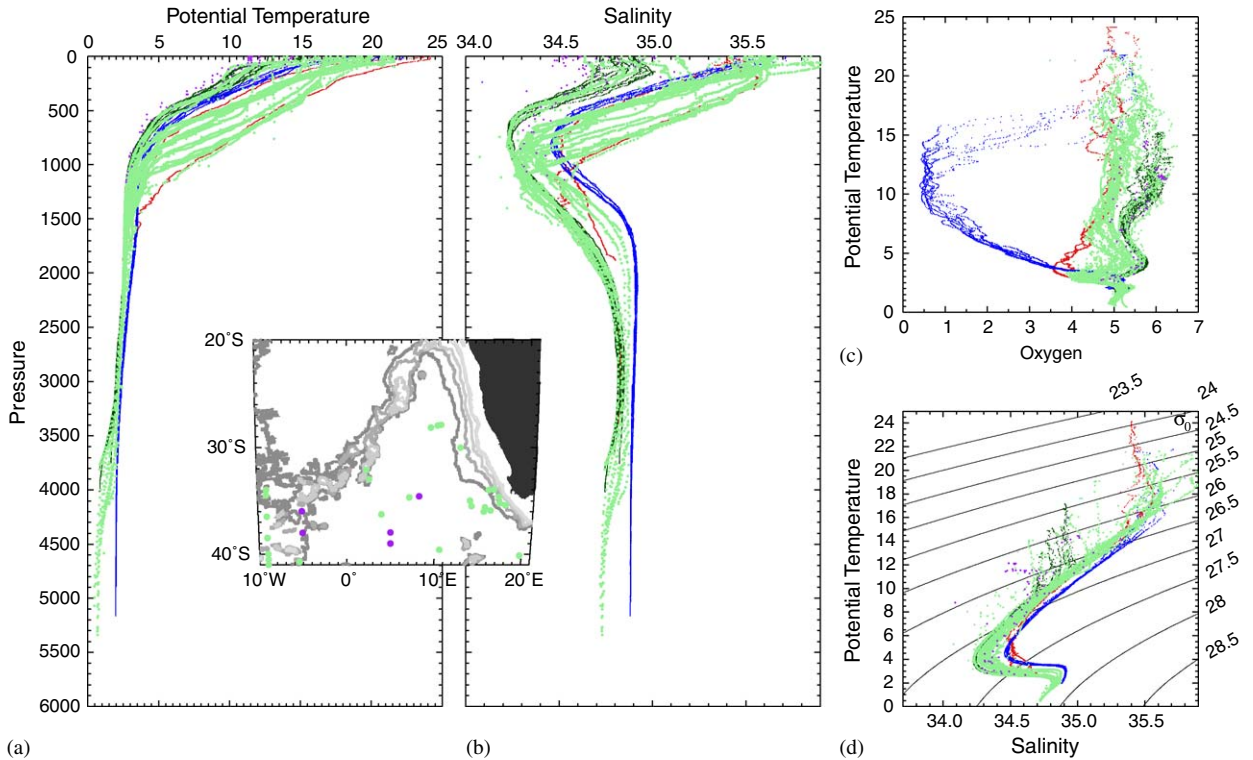 Potential Temperature
0 5 10 15 20 25
Salinity
34.0 34.5 35.0 35.5
Pressure
0
500
1000
1500
2000
2500
3000
3500
4000
4500
5000
5500
6000
20°S
30°S
40°S
10°W 0° 10°E 20°E
(a)
(b)
Potential Temperature
25
20
15
10
5
0
0 1 2 3 4 5 6 7
Oxygen
(c)
23.5 24
σ0
24.5
25
25.5
26
26.5
27
27.5
28
28.5
Potential Temperature
24
22
20
18
16
14
12
10
8
6
4
2
0
34.0 34.5 35.0 35.5
Salinity
(d)